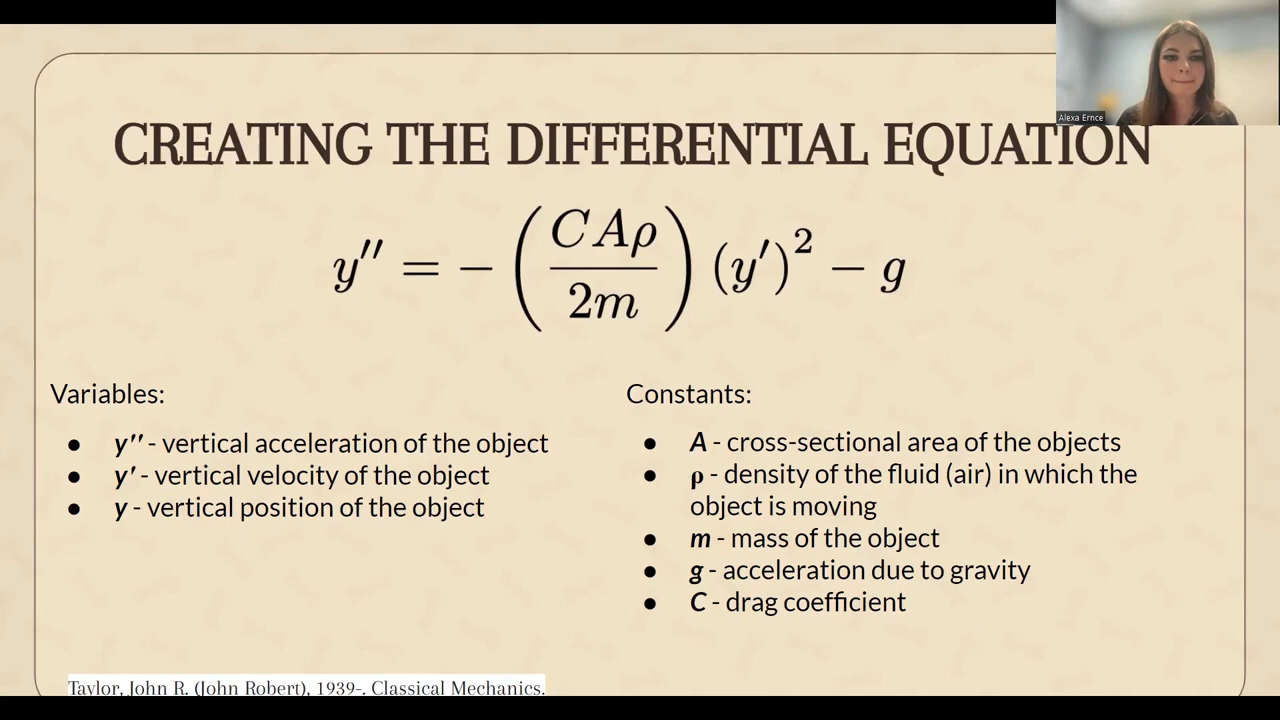 Alexa Ernce
CREATING THE DIFFERENTIAL EQUATION
y″ = − (CAρ / 2m) (y′)² − g
Variables:
● y′′ - vertical acceleration of the object
● y′ - vertical velocity of the object
● y - vertical position of the object
Constants:
● A - cross-sectional area of the objects
● ρ - density of the fluid (air) in which the
object is moving
● m - mass of the object
● g - acceleration due to gravity
● C - drag coefficient
Taylor, John R. (John Robert), 1939-. Classical Mechanics.